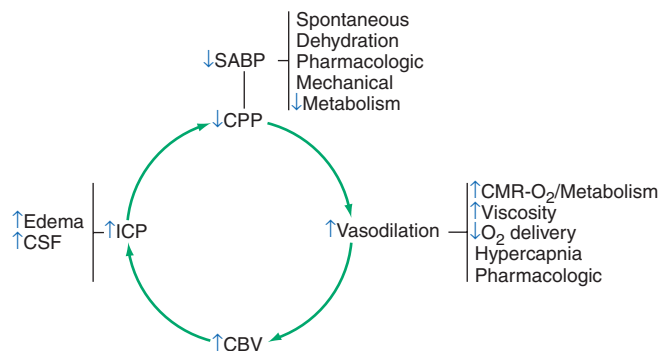 Spontaneous
Dehydration
↓SABP
Pharmacologic
Mechanical
↓Metabolism
↓CPP
↑Edema
↑CSF
↑ICP
↑Vasodilation
↑CMR-O₂/Metabolism
↑Viscosity
↓O₂ delivery
Hypercapnia
Pharmacologic
↑CBV